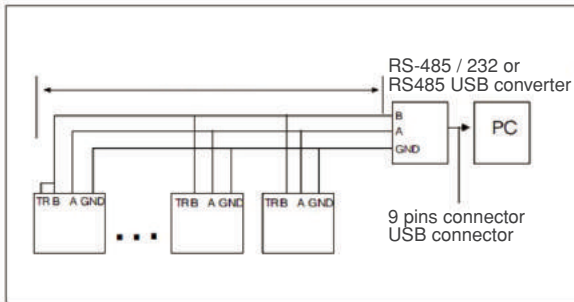 RS-485 / 232 or
RS485 USB converter
B
A
GND
PC
TR B A GND
TR B A GND
TR B A GND
9 pins connector
USB connector